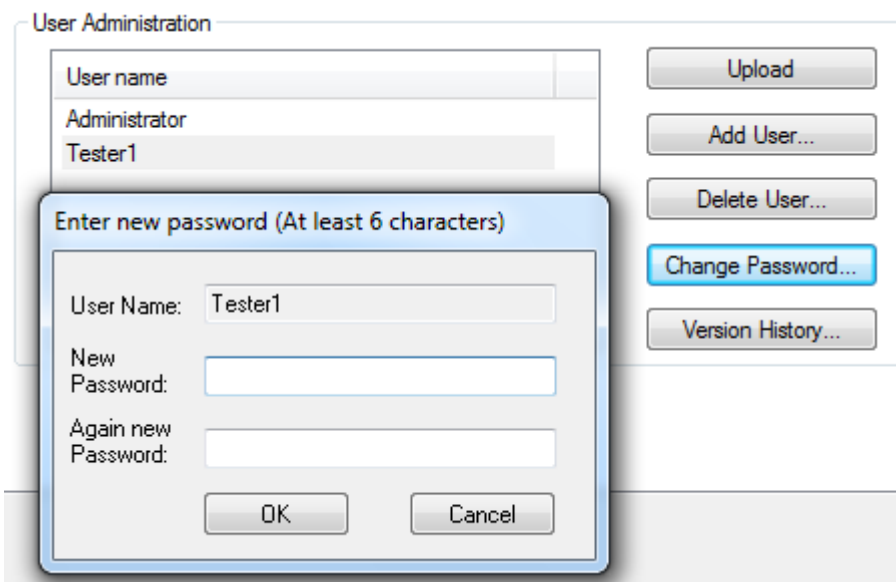 User Administration
User name
Administrator
Tester1
Upload
Add User...
Delete User...
Change Password...
Version History...
Enter new password (At least 6 characters)
User Name: Tester1
New
Password:
Again new
Password:
OK Cancel